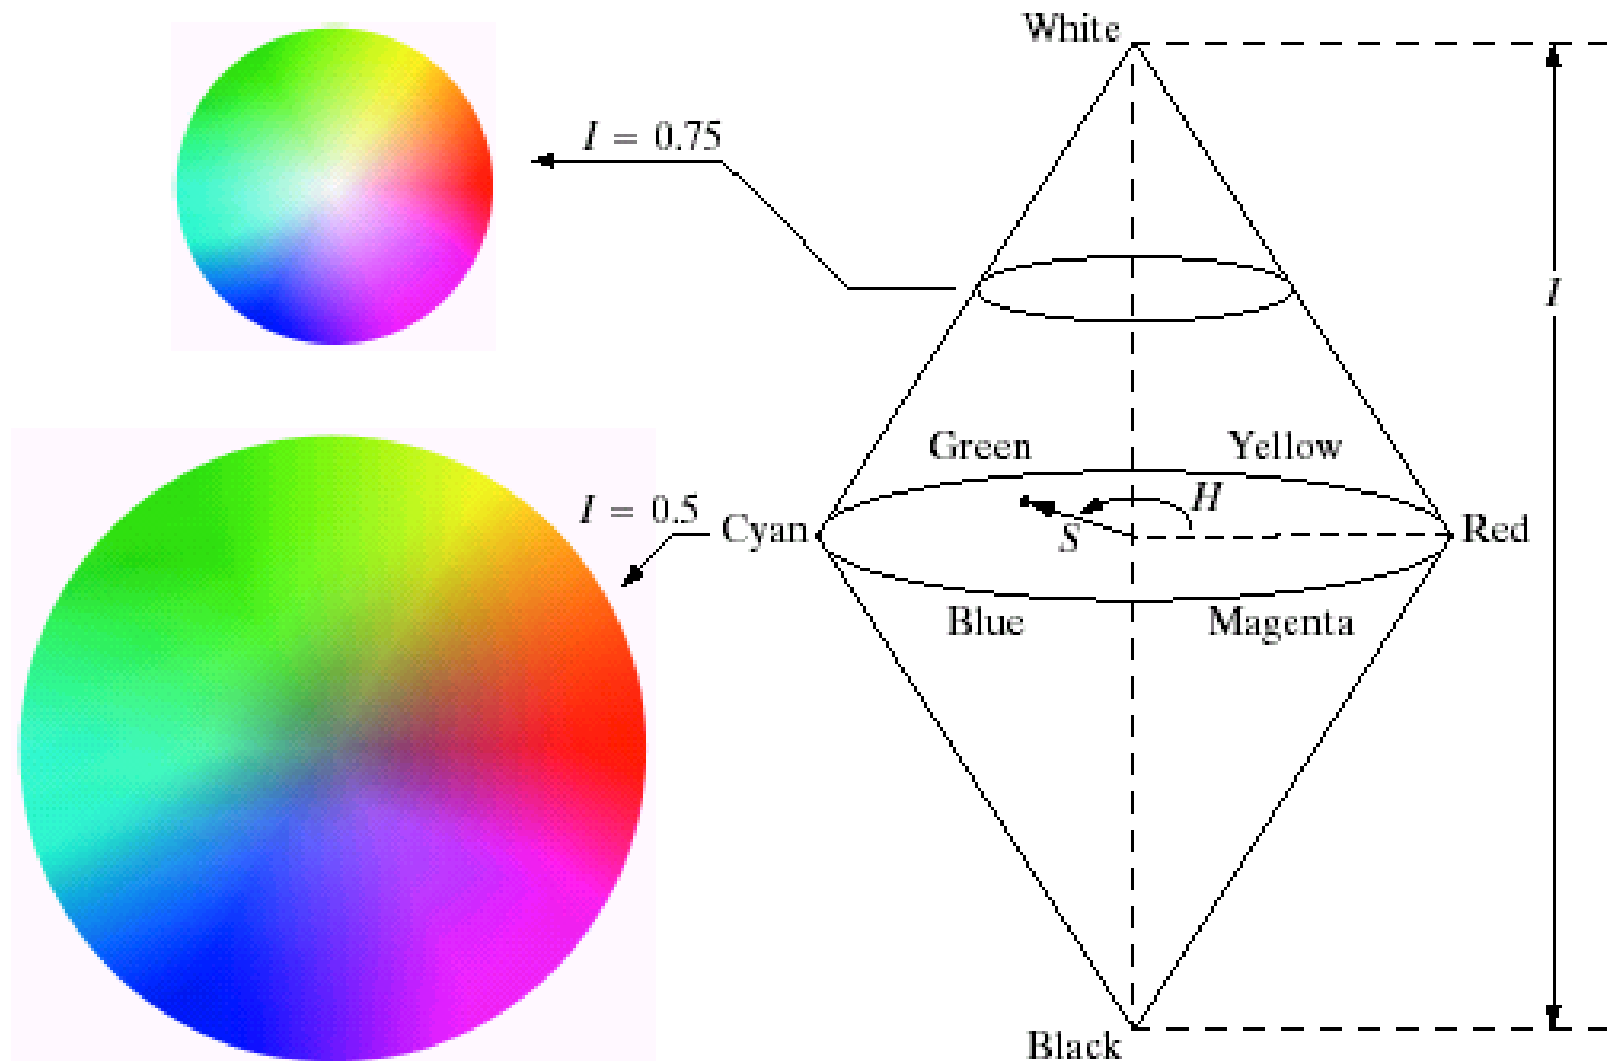 White
I = 0.75
I
Green
Yellow
H
I = 0.5
Cyan
S
Red
Blue
Magenta
Black